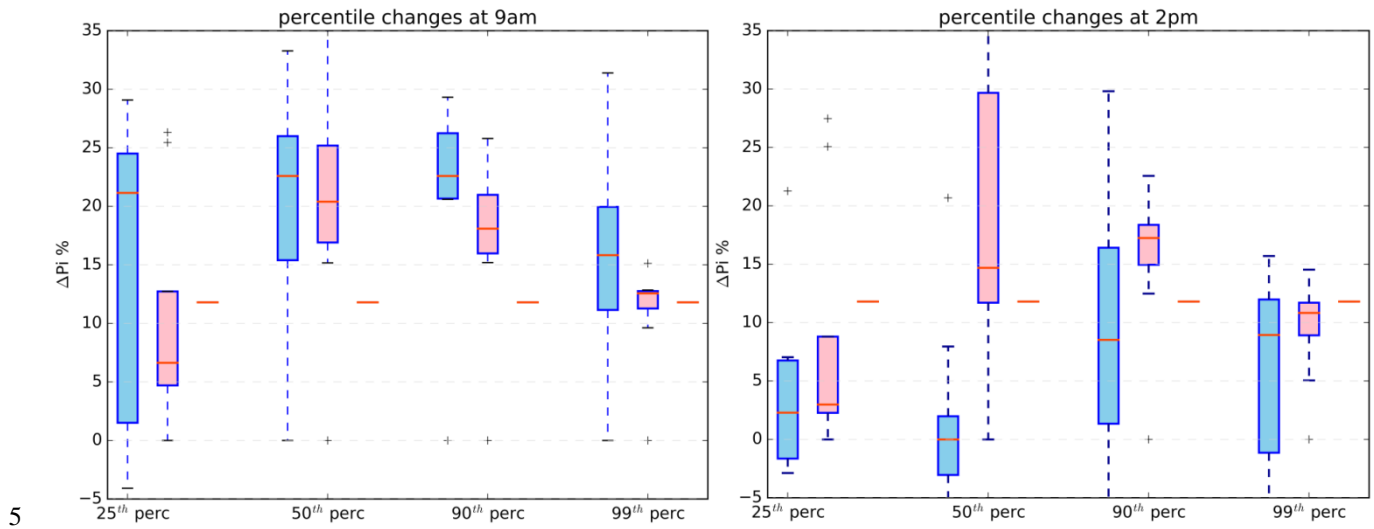 percentile changes at 9am
35
30
25
20
15
10
5
0
−5
ΔPi %
25th perc
50th perc
90th perc
99th perc
percentile changes at 2pm
35
30
25
20
15
10
5
0
−5
ΔPi %
25th perc
50th perc
90th perc
99th perc
5